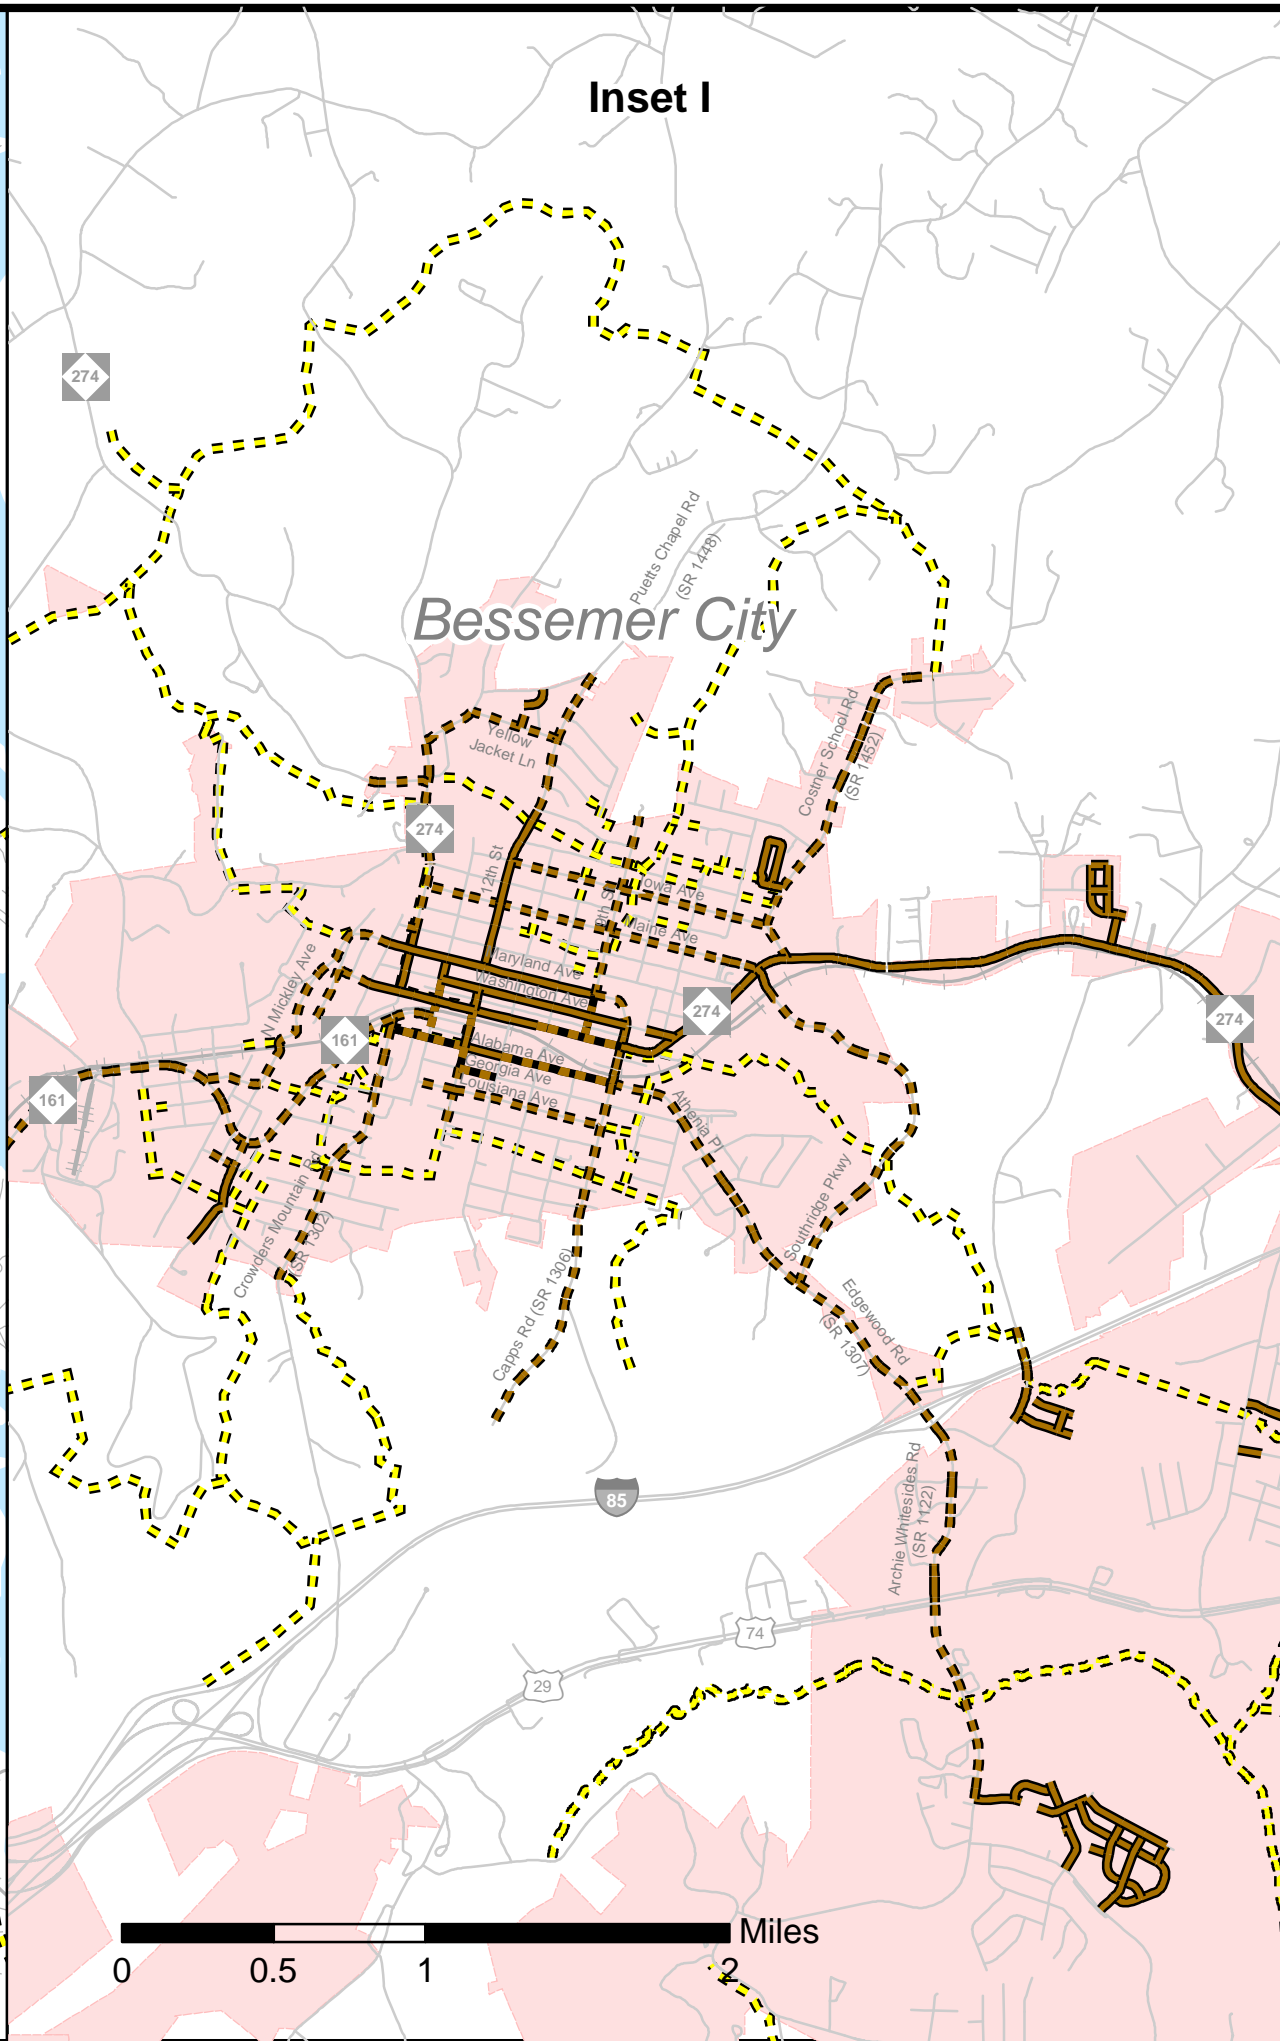 Inset I
274
Puetts Chapel Rd
(SR 1448)
Bessemer City
Yellow
Jacket Ln
Costner School Rd
(SR 1452)
274
12th St
9th St
Iowa Ave
Maine Ave
Maryland Ave
Washington Ave
N Mickley Ave
161
274
274
161
Alabama Ave
Georgia Ave
Louisiana Ave
Athenia Pl
Crowders Mountain Rd
(SR 1302)
Southridge Pkwy
Capps Rd (SR 1306)
Edgewood Rd
(SR 1307)
85
Archie Whitesides Rd
(SR 1122)
74
29
Miles
0
0.5
1
2